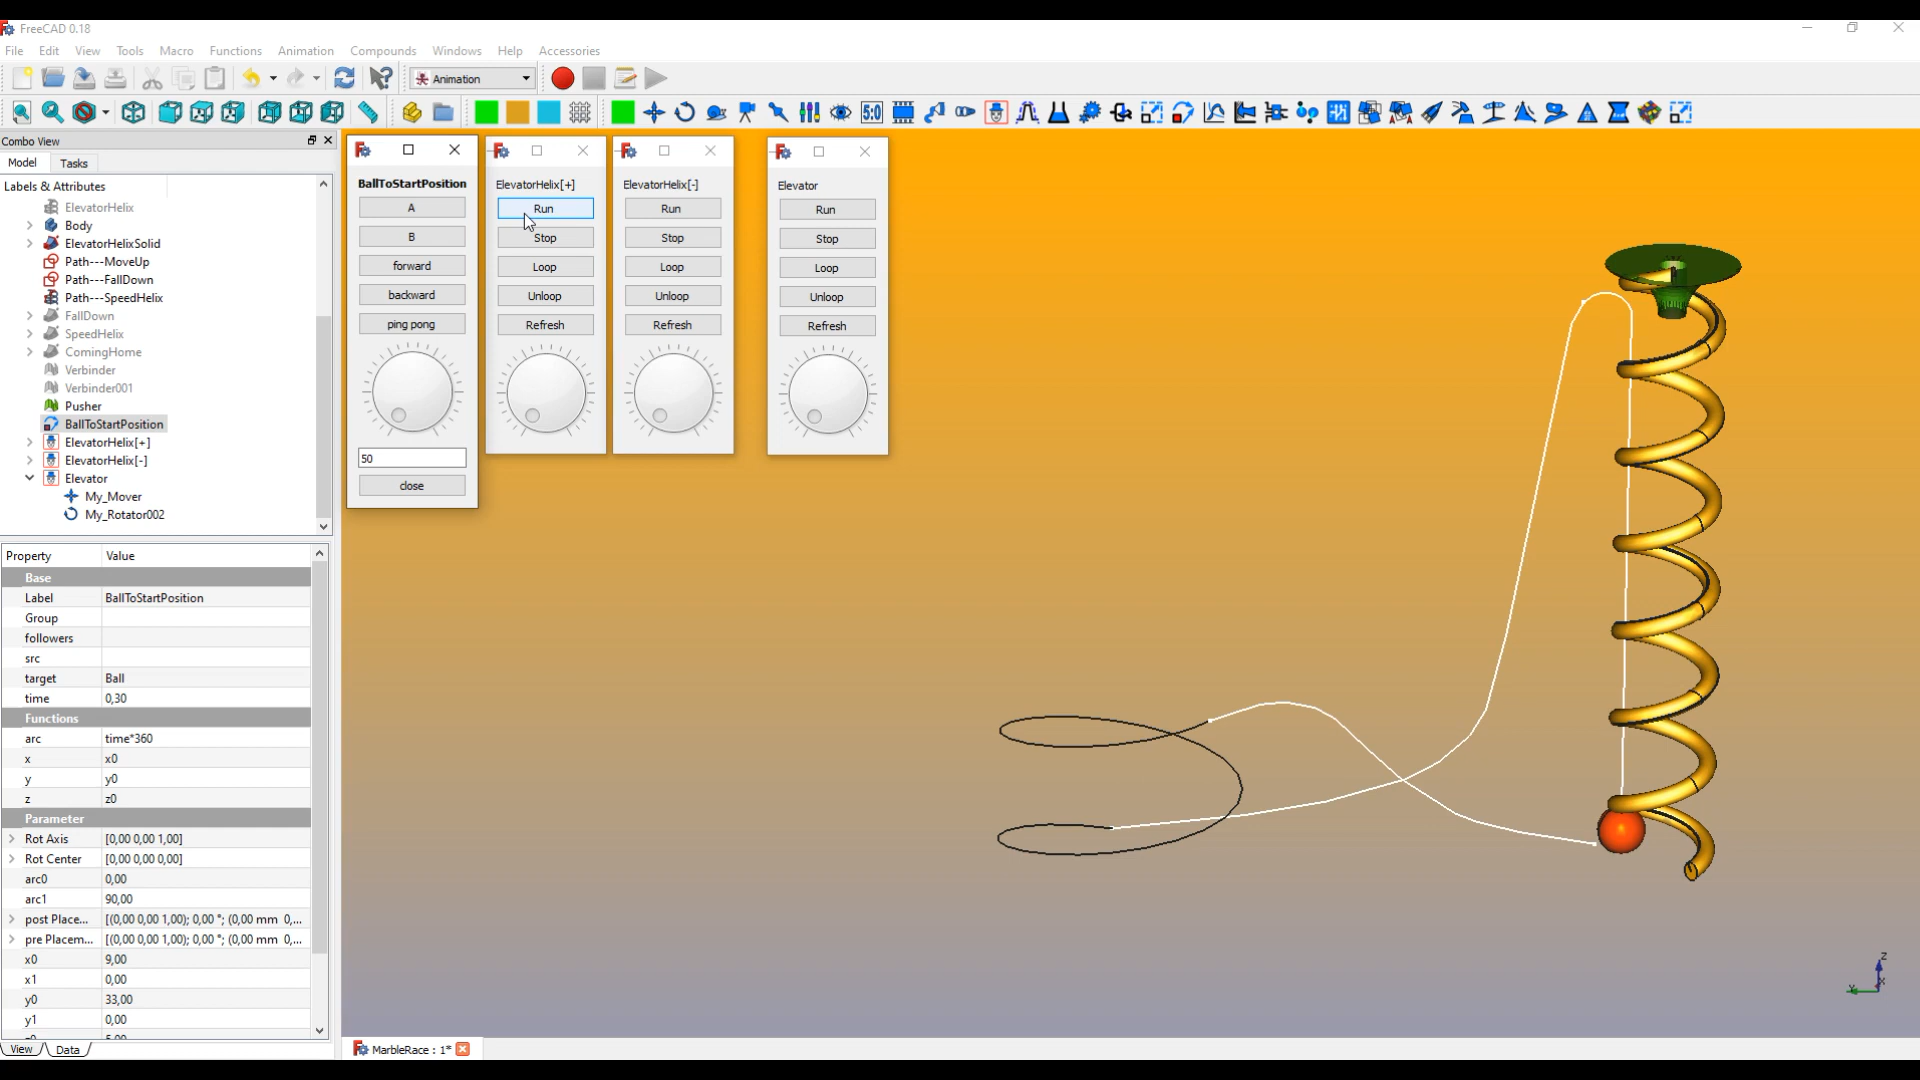 FreeCAD 0.18
File Edit View Tools Macro Functions Animation Compounds Windows Help Accessories
Animation
5:0
Combo View
Model Tasks
Labels & Attributes
ElevatorHelix
Body
ElevatorHelixSolid
Path---MoveUp
Path---FallDown
Path---SpeedHelix
FallDown
SpeedHelix
ComingHome
Verbinder
Verbinder001
Pusher
BallToStartPosition
ElevatorHelix[+]
ElevatorHelix[-]
Elevator
My_Mover
My_Rotator002
Property Value
Base
Label BallToStartPosition
Group
followers
src
target Ball
time 0,30
Functions
arc time*360
x x0
y y0
z z0
Parameter
Rot Axis [0,00 0,00 1,00]
Rot Center [0,00 0,00 0,00]
arc0 0,00
arc1 90,00
post Place... [(0,00 0,00 1,00); 0,00 °; (0,00 mm 0,...
pre Placem... [(0,00 0,00 1,00); 0,00 °; (0,00 mm 0,...
x0 9,00
x1 0,00
y0 33,00
y1 0,00
View Data
BallToStartPosition
A
B
forward
backward
ping pong
50
close
ElevatorHelix[+]
Run
Stop
Loop
Unloop
Refresh
ElevatorHelix[-]
Run
Stop
Loop
Unloop
Refresh
Elevator
Run
Stop
Loop
Unloop
Refresh
Z
Y
X
MarbleRace : 1*